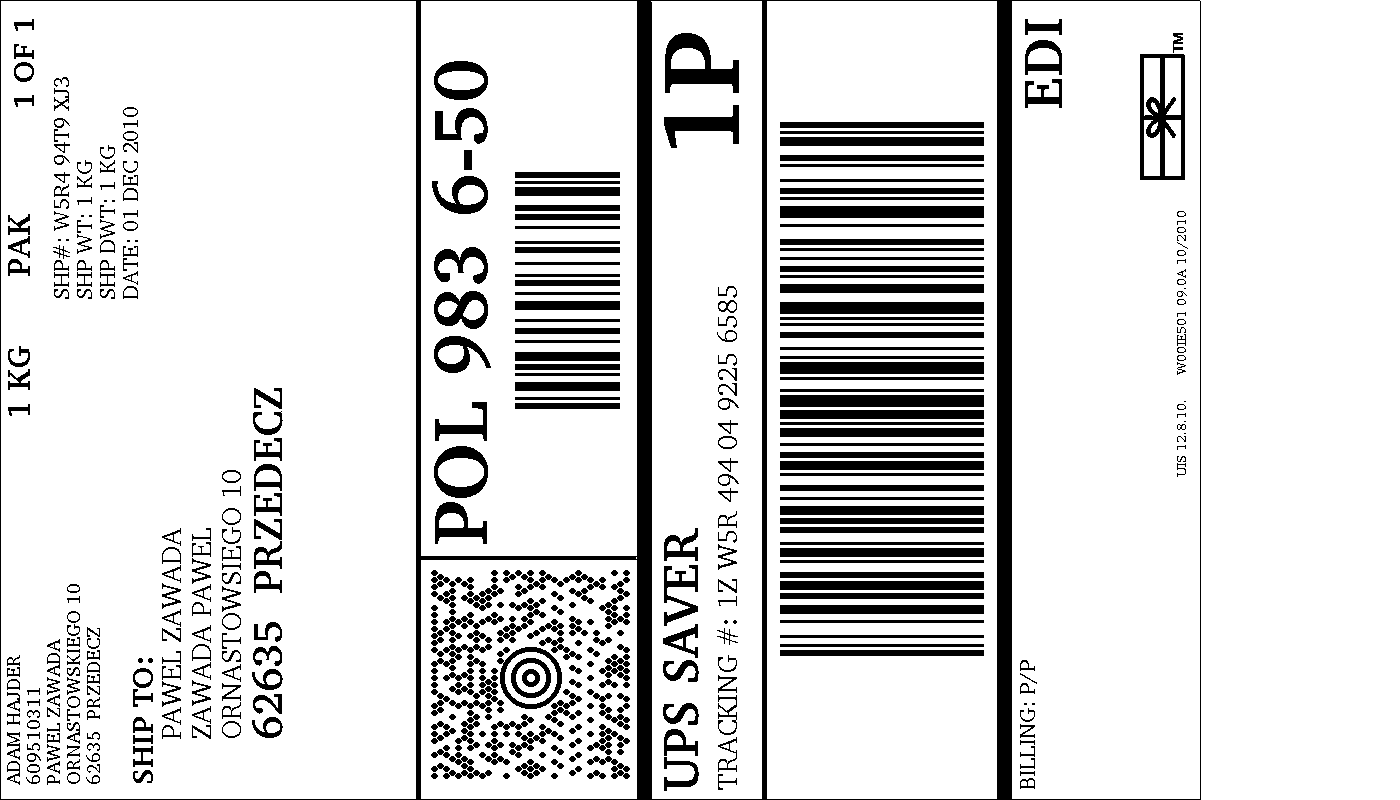 ADAM HAJDER
609510311
PAWEL ZAWADA
ORNASTOWSKIEGO 10
62635 PRZEDECZ
1 KG PAK 1 OF 1
SHP#: W5R4 94T9 XJ3
SHP WT: 1 KG
SHP DWT: 1 KG
DATE: 01 DEC 2010
SHIP TO:
PAWEL ZAWADA
ZAWADA PAWEL
ORNASTOWSIEGO 10
62635 PRZEDECZ
POL 983 6-50
UPS SAVER 1P
TRACKING #: 1Z W5R 494 04 9225 6585
BILLING: P/P
EDI
TM
UIS 12.8.10. W00IE501 09.0A 10/2010